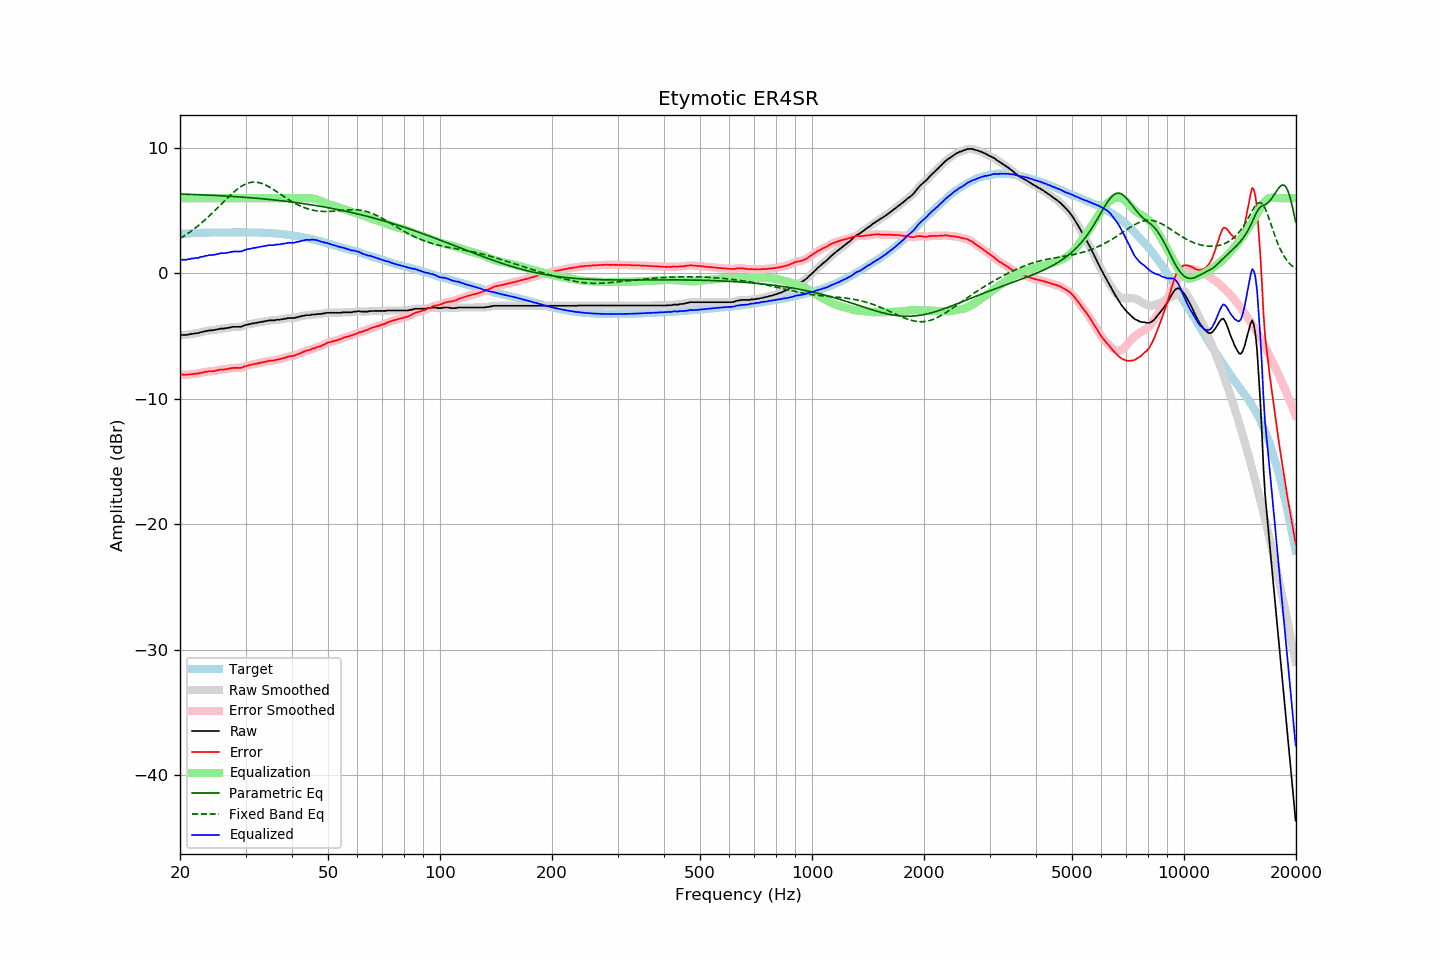 Etymotic ER4SR
Amplitude (dBr)
10
0
−10
−20
−30
−40
Target
Raw Smoothed
Error Smoothed
Raw
Error
Equalization
Parametric Eq
Fixed Band Eq
Equalized
20 50 100 200 500 1000 2000 5000 10000 20000
Frequency (Hz)